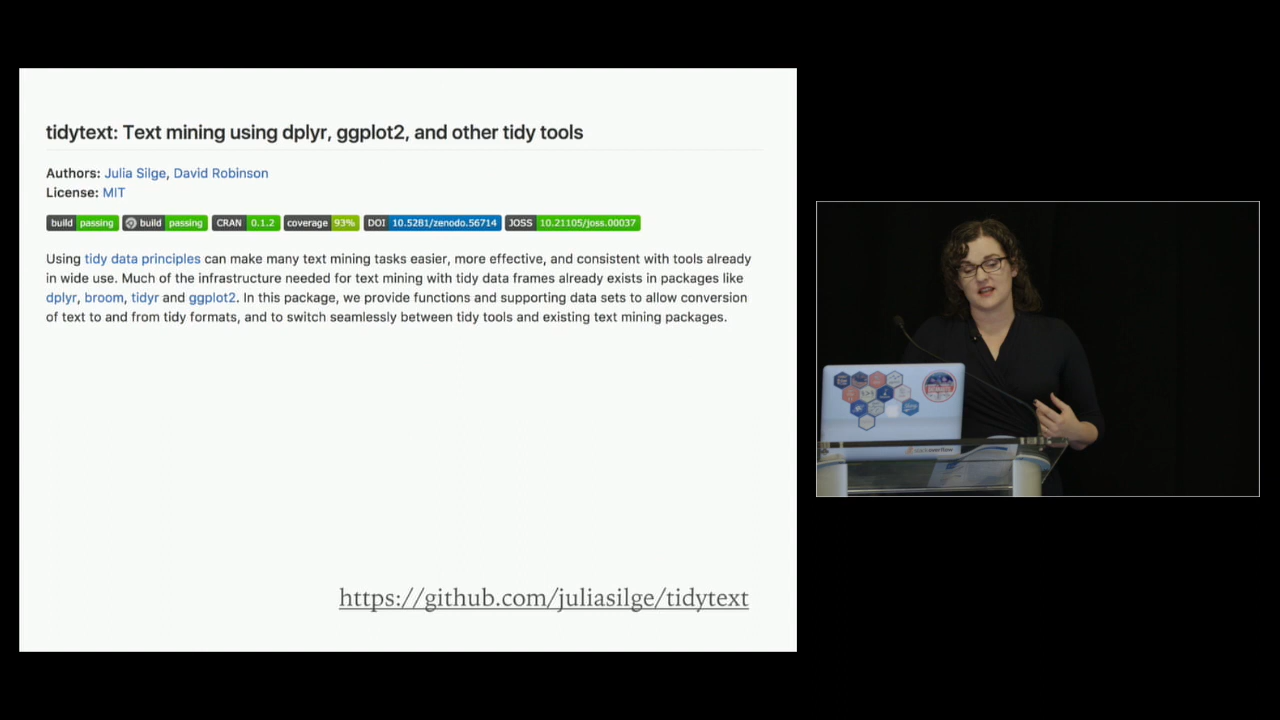 tidytext: Text mining using dplyr, ggplot2, and other tidy tools
Authors: Julia Silge, David Robinson
License: MIT
build passing build passing CRAN 0.1.2 coverage 93% DOI 10.5281/zenodo.56714 JOSS 10.21105/joss.00037
Using tidy data principles can make many text mining tasks easier, more effective, and consistent with tools already
in wide use. Much of the infrastructure needed for text mining with tidy data frames already exists in packages like
dplyr, broom, tidyr and ggplot2. In this package, we provide functions and supporting data sets to allow conversion
of text to and from tidy formats, and to switch seamlessly between tidy tools and existing text mining packages.
https://github.com/juliasilge/tidytext
stackoverflow